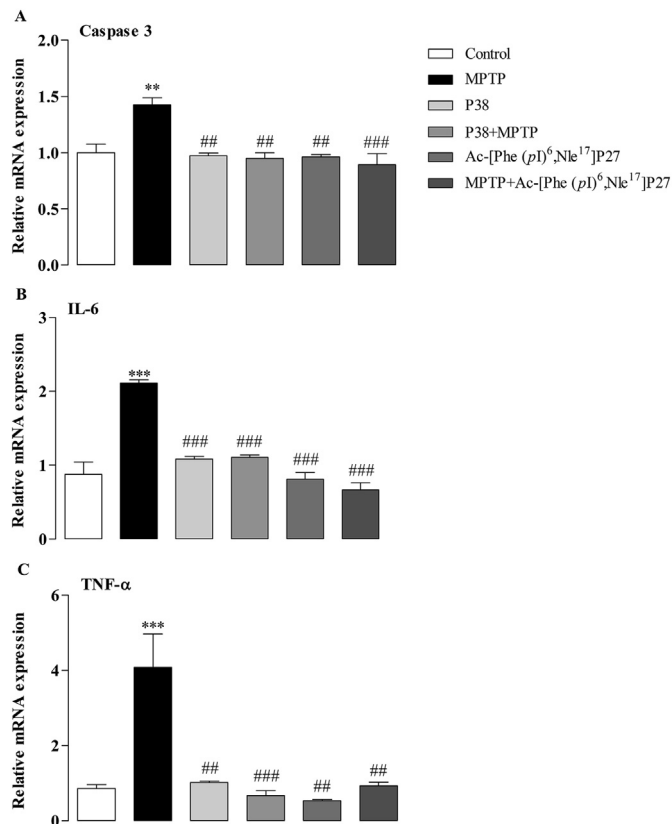 A
Caspase 3
Relative mRNA expression
2.0
1.5
1.0
0.5
0.0
**
##
##
##
###
Control
MPTP
P38
P38+MPTP
Ac-[Phe (pI)⁶,Nle¹⁷]P27
MPTP+Ac-[Phe (pI)⁶,Nle¹⁷]P27
B
IL-6
Relative mRNA expression
3
2
1
0
***
###
###
###
###
C
TNF-α
Relative mRNA expression
6
4
2
0
***
##
###
##
##